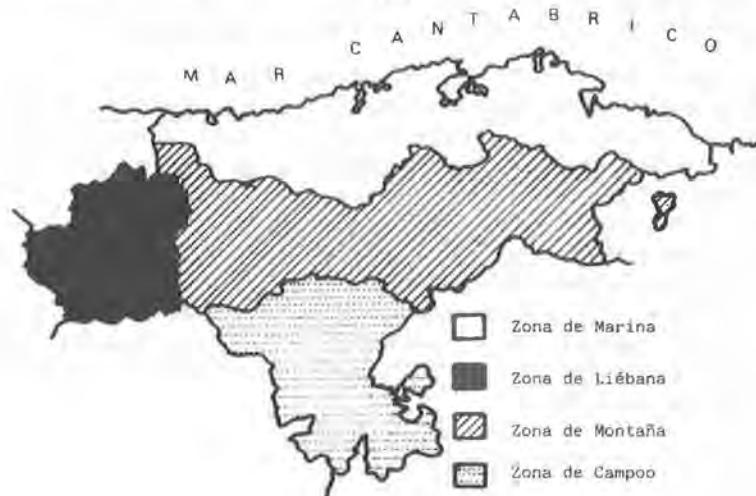 MAR CANTABRICO
Zona de Marina
Zona de Liébana
Zona de Montaña
Zona de Campoo